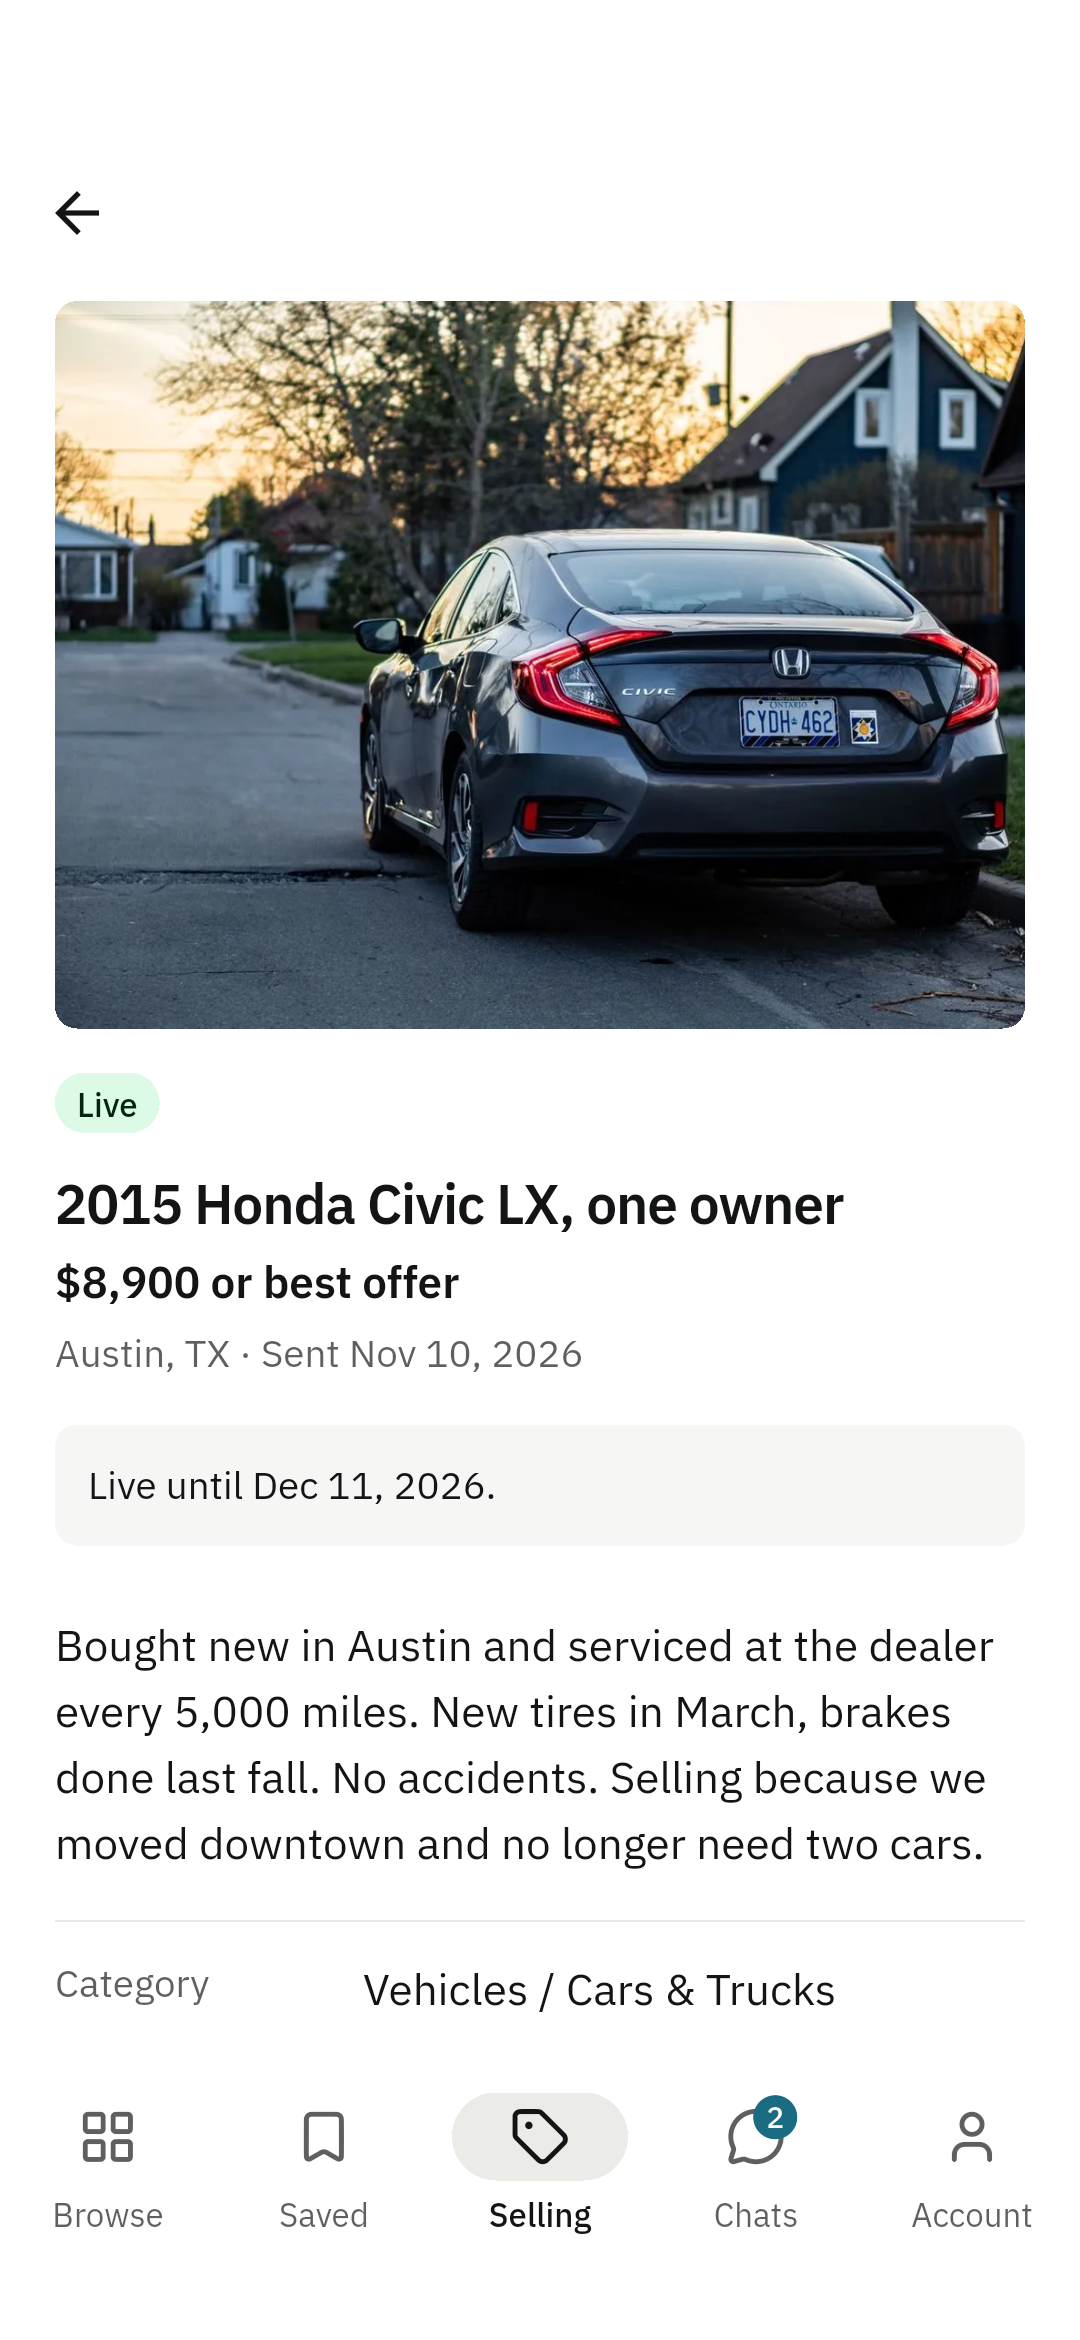 CIVIC
ONTARIO
CYDH 462
Live
2015 Honda Civic LX, one owner
$8,900 or best offer
Austin, TX · Sent Nov 10, 2026
Live until Dec 11, 2026.
Bought new in Austin and serviced at the dealer
every 5,000 miles. New tires in March, brakes
done last fall. No accidents. Selling because we
moved downtown and no longer need two cars.
Category Vehicles / Cars & Trucks
2
Browse Saved Selling Chats Account